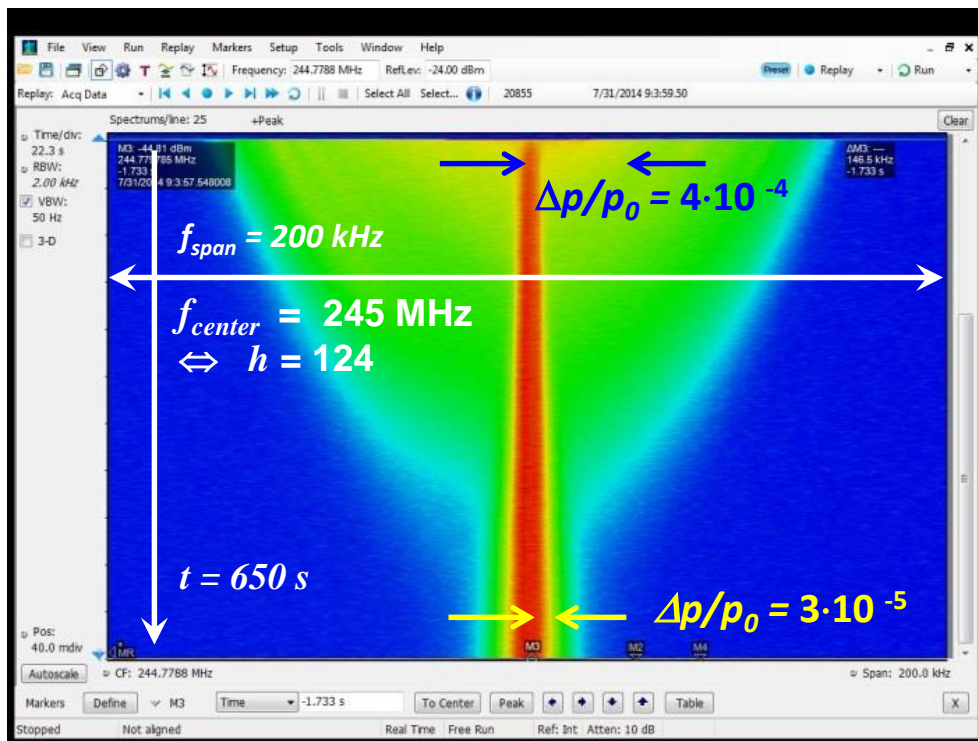 File View Run Replay Markers Setup Tools Window Help
Frequency: 244.7788 MHz RefLev: -24.00 dBm Preset Replay Run
Replay: Acq Data Select All Select... 20855 7/31/2014 9:3:59.50
Spectrums/line: 25 +Peak Clear
Time/div:
22.3 s
RBW:
2.00 kHz
VBW:
50 Hz
3-D
M3: -44.81 dBm
244.779785 MHz
-1.733 s
7/31/2014 9:3:57.548008
ΔM3: ---
146.5 kHz
-1.733 s
Δp/p0 = 4·10 -4
fspan = 200 kHz
fcenter = 245 MHz
⇔ h = 124
t = 650 s
Δp/p0 = 3·10 -5
Pos:
40.0 mdiv
MR M3 M2 M4
Autoscale CF: 244.7788 MHz Span: 200.0 kHz
Markers Define M3 Time -1.733 s To Center Peak Table X
Stopped Not aligned Real Time Free Run Ref: Int Atten: 10 dB